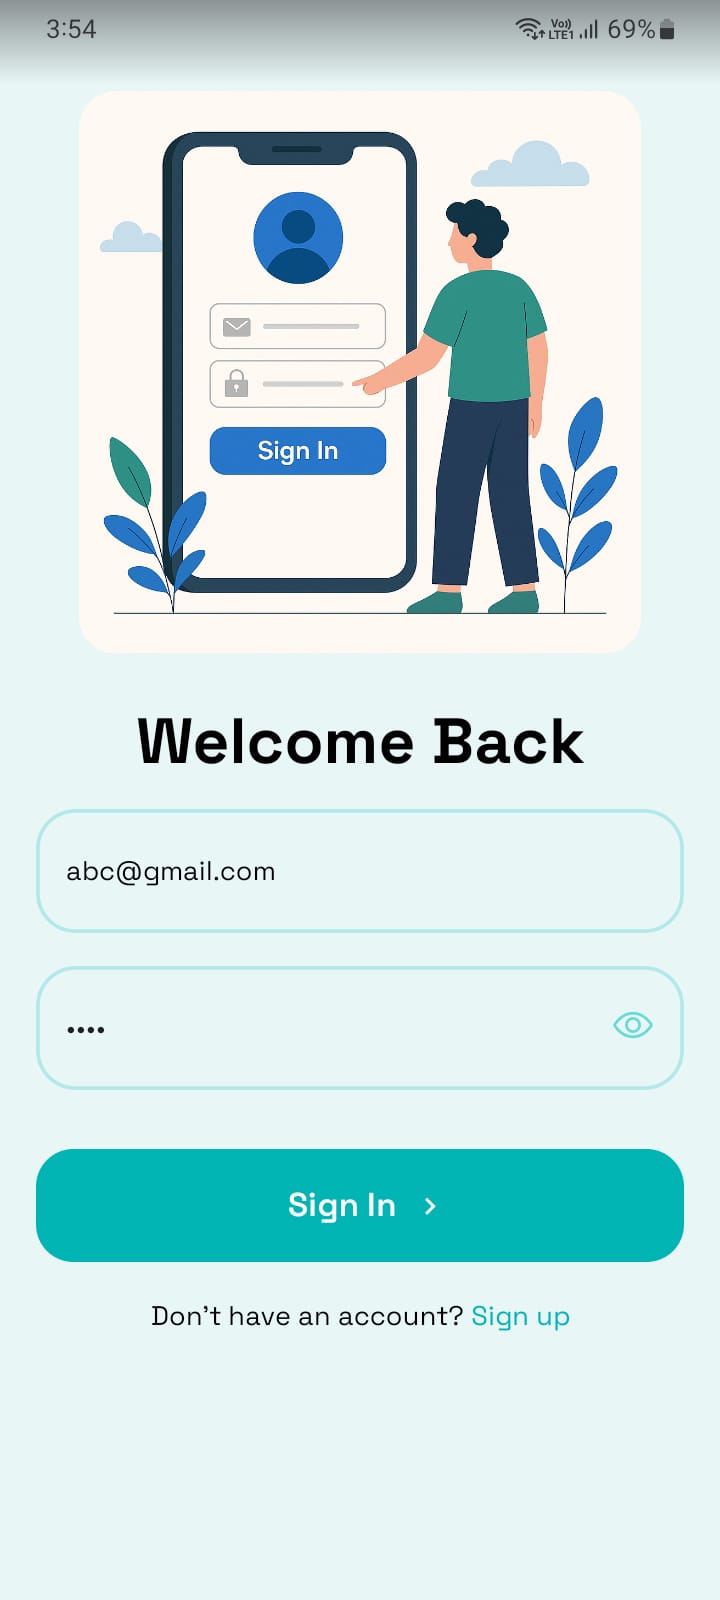 3:54 Vo)) LTE1 69%
Sign In
Welcome Back
abc@gmail.com
••••
Sign In >
Don't have an account? Sign up